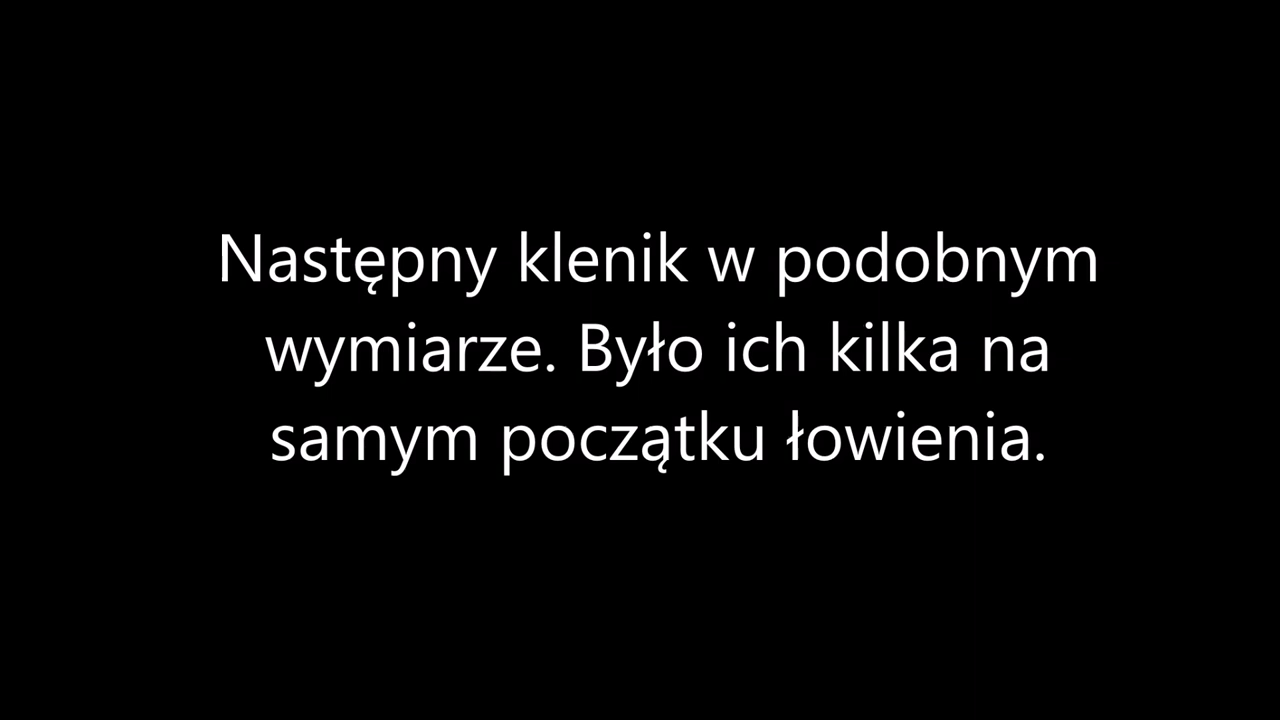 Następny klenik w podobnym
wymiarze. Było ich kilka na
samym początku łowienia.